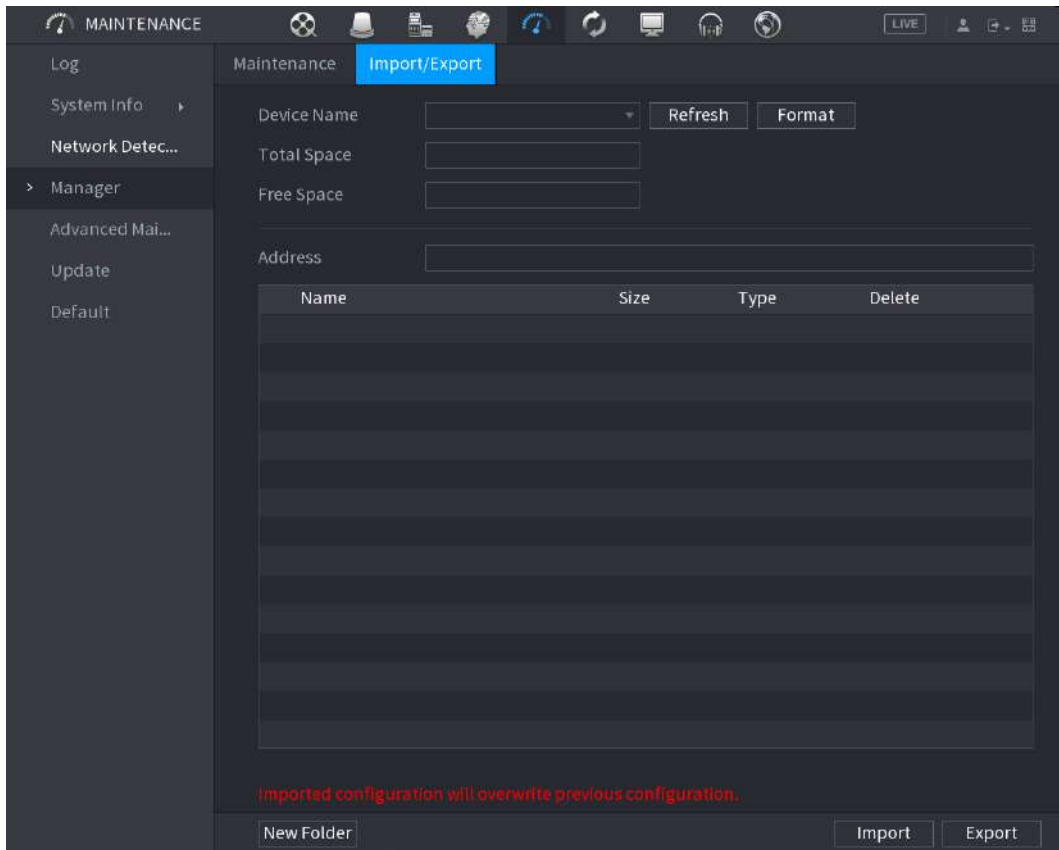 MAINTENANCE
LIVE
Log
System Info
Network Detec...
Manager
Advanced Mai...
Update
Default
Maintenance Import/Export
Device Name Refresh Format
Total Space
Free Space
Address
Name Size Type Delete
Imported configuration will overwrite previous configuration.
New Folder Import Export